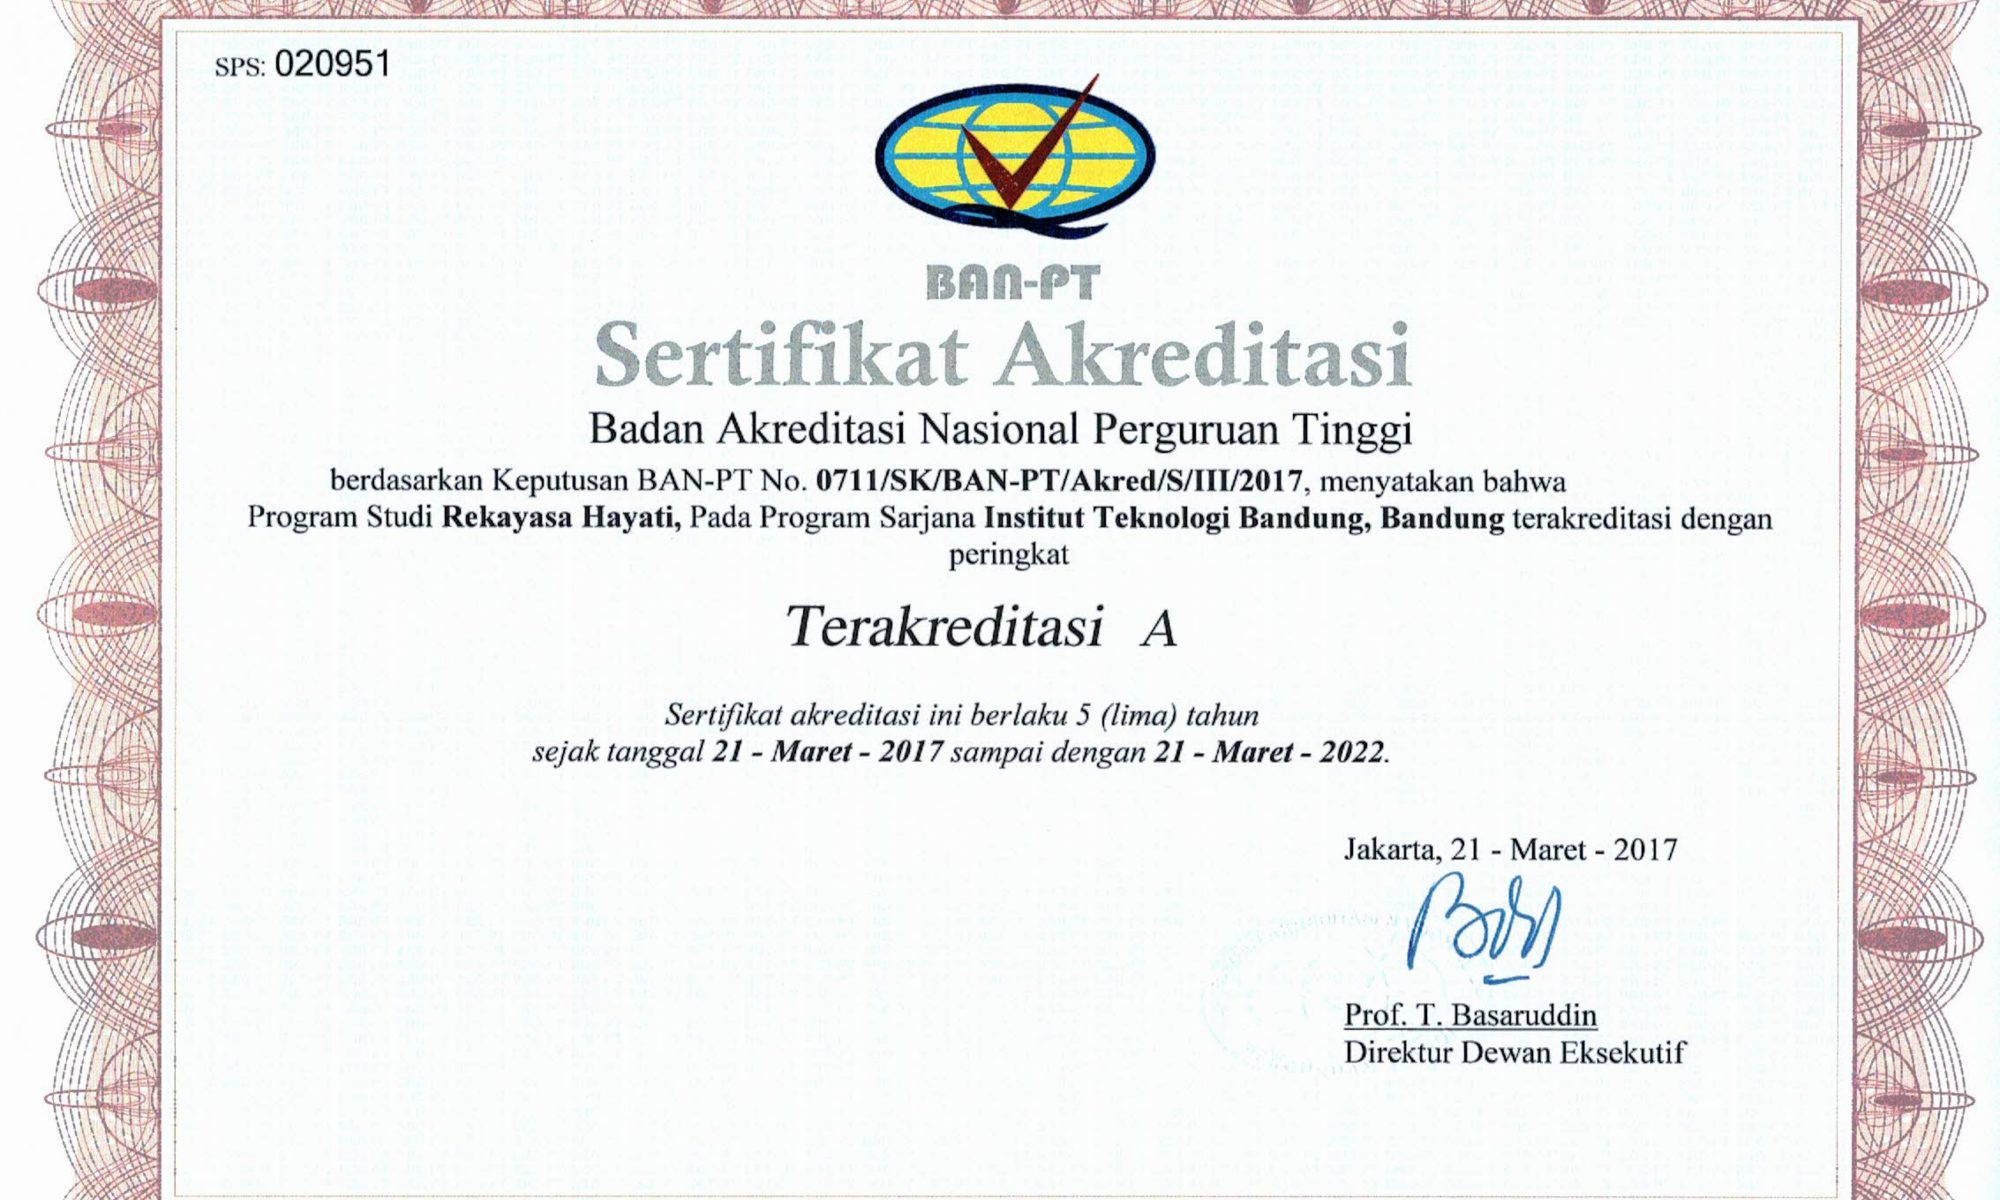 SPS: 020951
BAN-PT
Sertifikat Akreditasi
Badan Akreditasi Nasional Perguruan Tinggi
berdasarkan Keputusan BAN-PT No. 0711/SK/BAN-PT/Akred/S/III/2017, menyatakan bahwa
Program Studi Rekayasa Hayati, Pada Program Sarjana Institut Teknologi Bandung, Bandung terakreditasi dengan
peringkat
Terakreditasi A
Sertifikat akreditasi ini berlaku 5 (lima) tahun
sejak tanggal 21 - Maret - 2017 sampai dengan 21 - Maret - 2022.
Jakarta, 21 - Maret - 2017
Prof. T. Basaruddin
Direktur Dewan Eksekutif